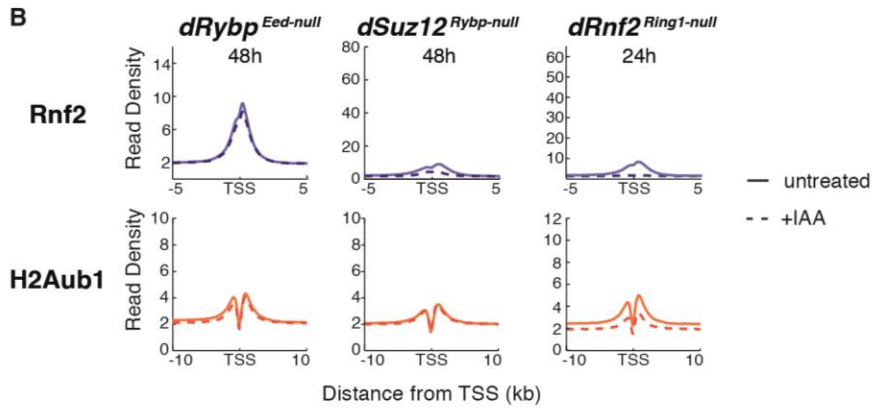 B
dRybp Eed-null dSuz12 Rybp-null dRnf2 Ring1-null
48h 48h 24h
Rnf2
Read Density
14
10
6
2
-5 TSS 5
80
60
40
20
0
-5 TSS 5
60
50
40
30
20
10
-5 TSS 5
untreated
+IAA
H2Aub1
Read Density
10
8
6
4
2
0
-10 TSS 10
10
8
6
4
2
0
-10 TSS 10
12
10
8
6
4
2
0
-10 TSS 10
Distance from TSS (kb)